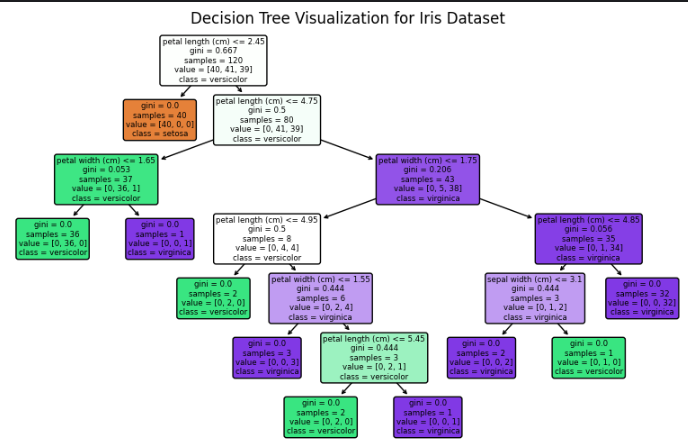 Decision Tree Visualization for Iris Dataset
petal length (cm) <= 2.45
gini = 0.667
samples = 120
value = [40, 41, 39]
class = versicolor
gini = 0.0
samples = 40
value = [40, 0, 0]
class = setosa
petal length (cm) <= 4.75
gini = 0.5
samples = 80
value = [0, 41, 39]
class = versicolor
petal width (cm) <= 1.65
gini = 0.053
samples = 37
value = [0, 36, 1]
class = versicolor
petal width (cm) <= 1.75
gini = 0.206
samples = 43
value = [0, 5, 38]
class = virginica
gini = 0.0
samples = 36
value = [0, 36, 0]
class = versicolor
gini = 0.0
samples = 1
value = [0, 0, 1]
class = virginica
petal length (cm) <= 4.95
gini = 0.5
samples = 8
value = [0, 4, 4]
class = versicolor
petal length (cm) <= 4.85
gini = 0.056
samples = 35
value = [0, 1, 34]
class = virginica
gini = 0.0
samples = 2
value = [0, 2, 0]
class = versicolor
petal width (cm) <= 1.55
gini = 0.444
samples = 6
value = [0, 2, 4]
class = virginica
sepal width (cm) <= 3.1
gini = 0.444
samples = 3
value = [0, 1, 2]
class = virginica
gini = 0.0
samples = 32
value = [0, 0, 32]
class = virginica
gini = 0.0
samples = 3
value = [0, 0, 3]
class = virginica
petal length (cm) <= 5.45
gini = 0.444
samples = 3
value = [0, 2, 1]
class = versicolor
gini = 0.0
samples = 2
value = [0, 0, 2]
class = virginica
gini = 0.0
samples = 1
value = [0, 1, 0]
class = versicolor
gini = 0.0
samples = 2
value = [0, 2, 0]
class = versicolor
gini = 0.0
samples = 1
value = [0, 0, 1]
class = virginica